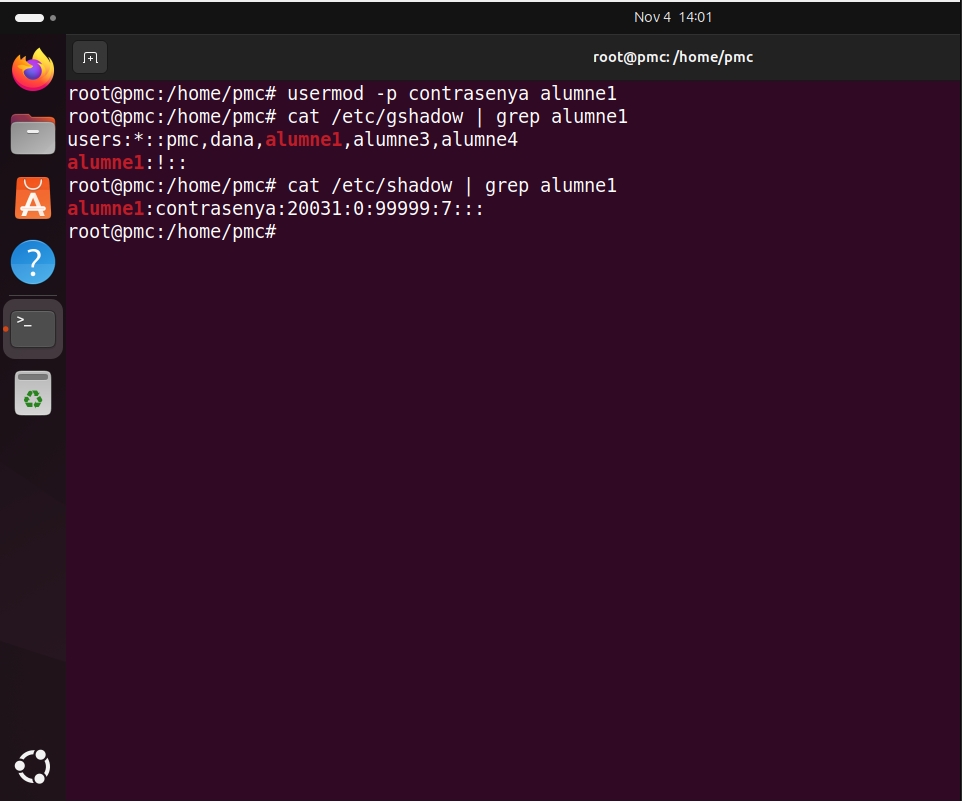 Nov 4 14:01
root@pmc: /home/pmc
root@pmc:/home/pmc# usermod -p contrasenya alumne1
root@pmc:/home/pmc# cat /etc/gshadow | grep alumne1
users:*::pmc,dana,alumne1,alumne3,alumne4
alumne1:!::
root@pmc:/home/pmc# cat /etc/shadow | grep alumne1
alumne1:contrasenya:20031:0:99999:7:::
root@pmc:/home/pmc#